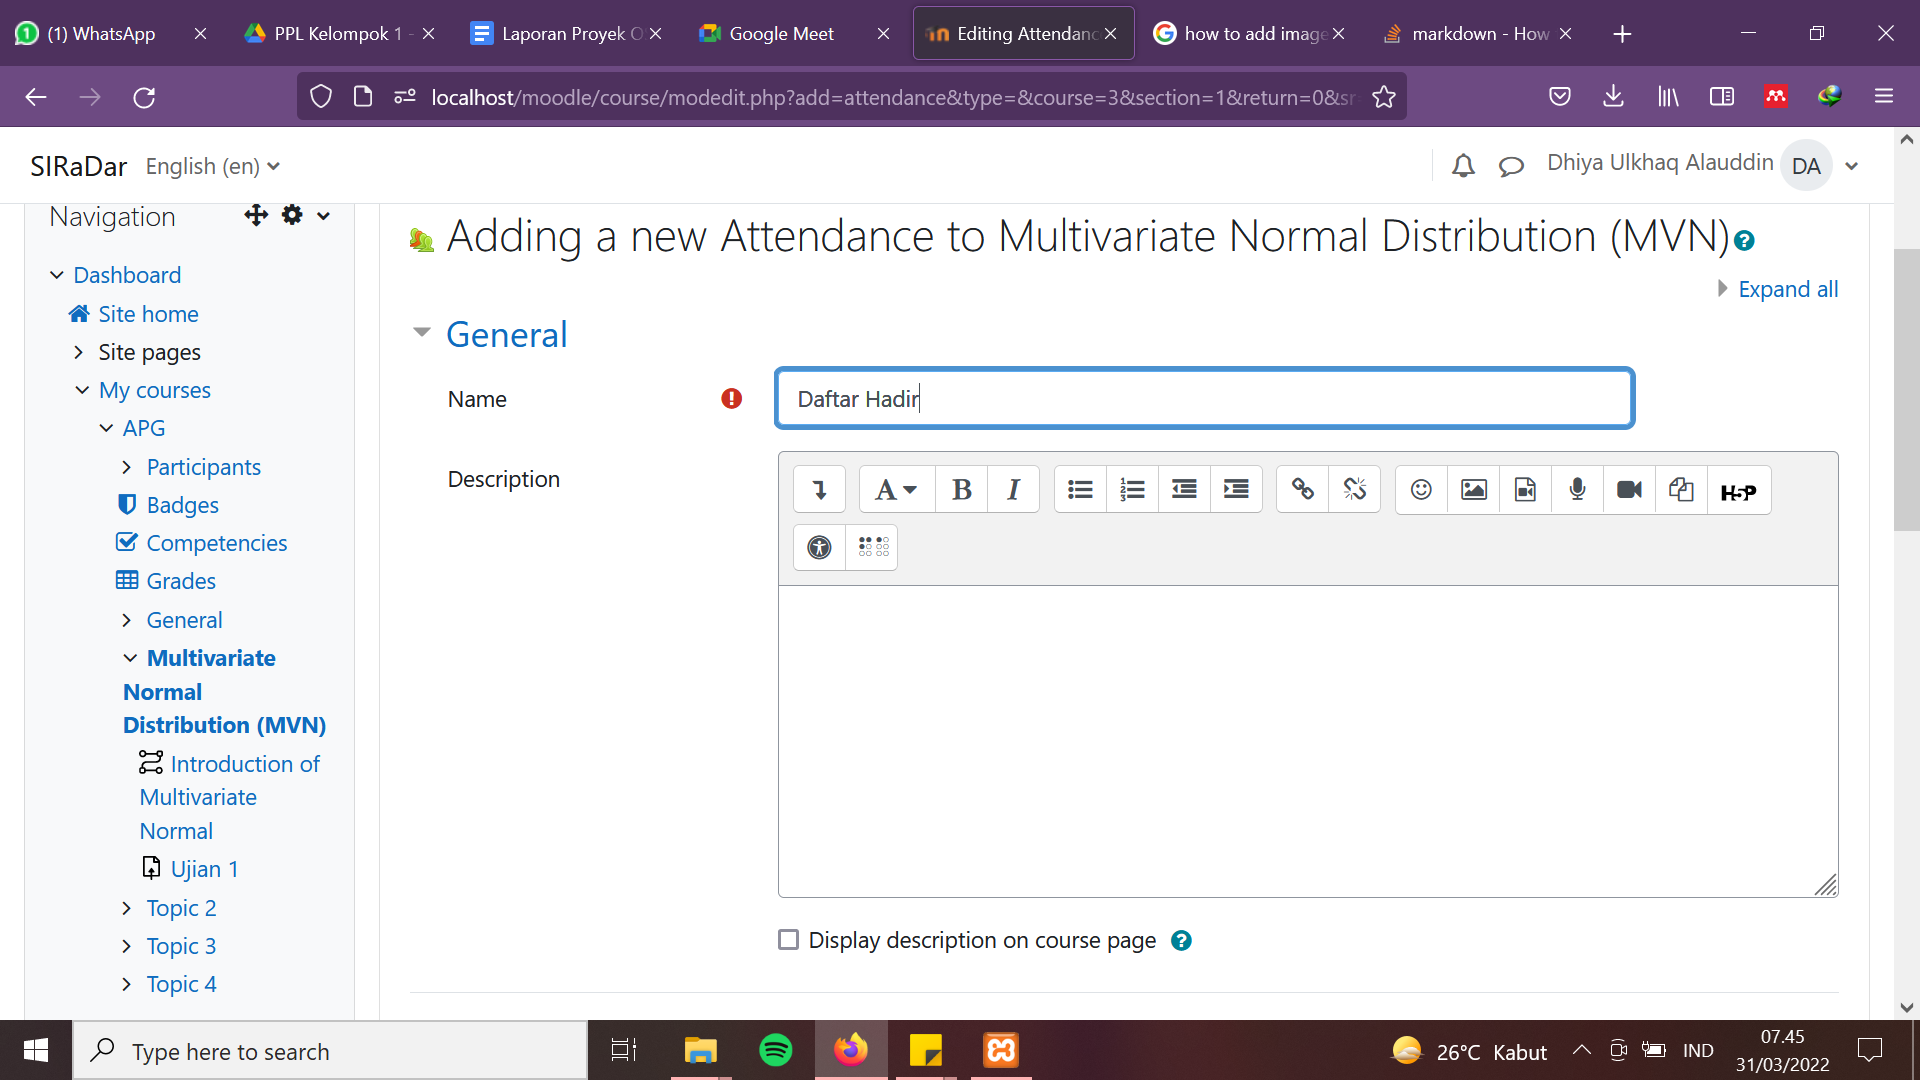 (1) WhatsApp
PPL Kelompok 1 -
Laporan Proyek O
Google Meet
Editing Attendanc
how to add image
markdown - How
localhost/moodle/course/modedit.php?add=attendance&type=&course=3&section=1&return=0&sr
SIRaDar
English (en)
Dhiya Ulkhaq Alauddin
DA
Navigation
Dashboard
Site home
Site pages
My courses
APG
Participants
Badges
Competencies
Grades
General
Multivariate
Normal
Distribution (MVN)
Introduction of
Multivariate
Normal
Ujian 1
Topic 2
Topic 3
Topic 4
Adding a new Attendance to Multivariate Normal Distribution (MVN)
Expand all
General
Name
Daftar Hadir
Description
A
B
I
H-5P
Display description on course page
Type here to search
26°C Kabut
IND
07.45
31/03/2022